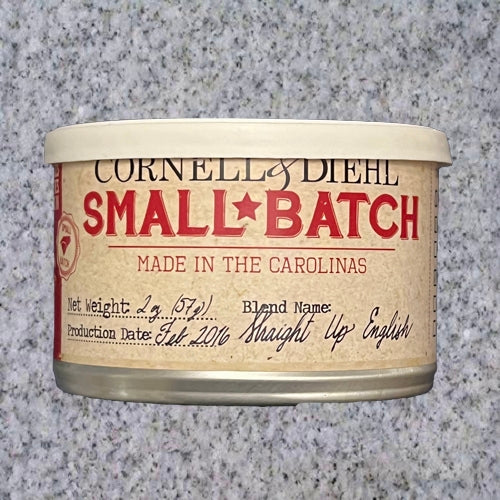 CORNELL & DIEHL
SMALL★BATCH
MADE IN THE CAROLINAS
Net Weight: 2 oz (57g) Blend Name:
Production Date: Feb 2016 Straight Up English